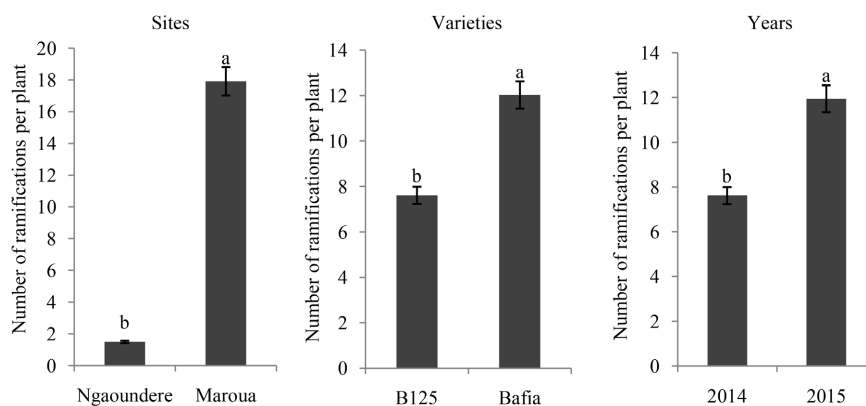 Sites
Number of ramifications per plant
20
18
16
14
12
10
8
6
4
2
0
b
a
Ngaoundere Maroua
Varieties
Number of ramifications per plant
14
12
10
8
6
4
2
0
b
a
B125 Bafia
Years
Number of ramifications per plant
14
12
10
8
6
4
2
0
b
a
2014 2015